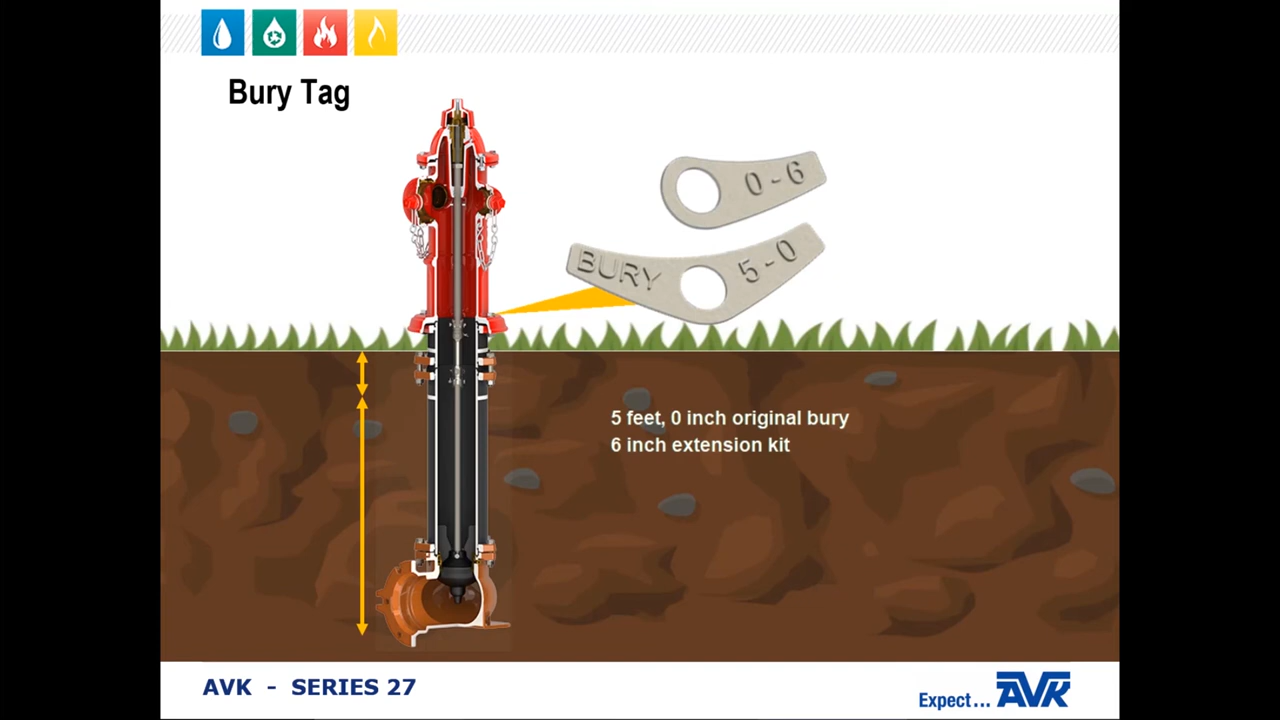 Bury Tag
0-6
BURY 5-0
5 feet, 0 inch original bury
6 inch extension kit
AVK - SERIES 27
Expect... AVK